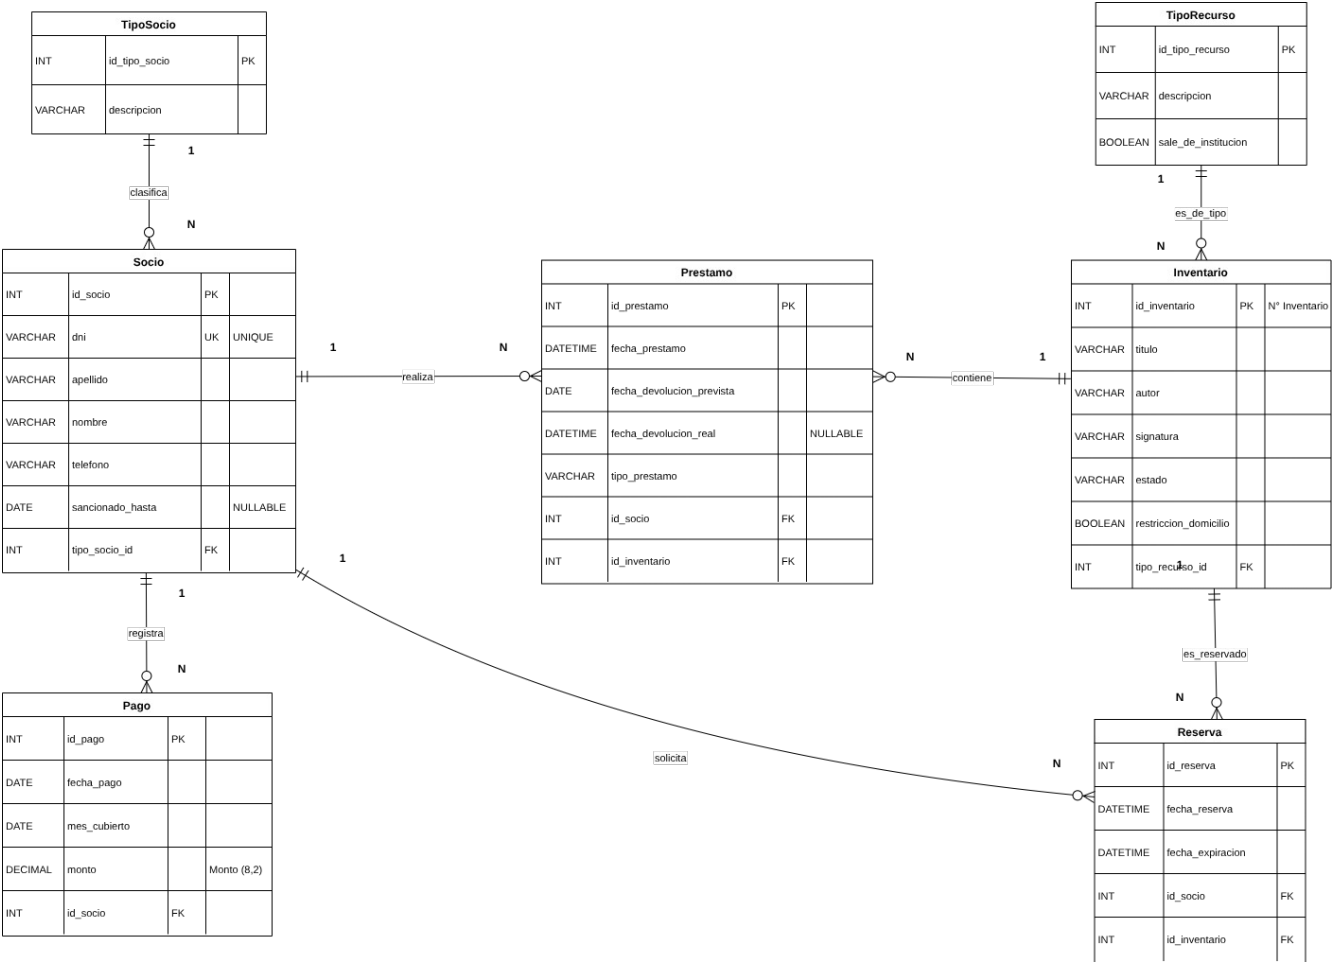 TipoSocio
INT id_tipo_socio PK
VARCHAR descripcion
1
clasifica
N
Socio
INT id_socio PK
VARCHAR dni UK UNIQUE
VARCHAR apellido
VARCHAR nombre
VARCHAR telefono
DATE sancionado_hasta NULLABLE
INT tipo_socio_id FK
1
registra
N
Pago
INT id_pago PK
DATE fecha_pago
DATE mes_cubierto
DECIMAL monto Monto (8,2)
INT id_socio FK
1
realiza
N
Prestamo
INT id_prestamo PK
DATETIME fecha_prestamo
DATE fecha_devolucion_prevista
DATETIME fecha_devolucion_real NULLABLE
VARCHAR tipo_prestamo
INT id_socio FK
INT id_inventario FK
N
contiene
1
1
solicita
N
TipoRecurso
INT id_tipo_recurso PK
VARCHAR descripcion
BOOLEAN sale_de_institucion
1
es_de_tipo
N
Inventario
INT id_inventario PK N° Inventario
VARCHAR titulo
VARCHAR autor
VARCHAR signatura
VARCHAR estado
BOOLEAN restriccion_domicilio
INT tipo_recurso_id FK
1
es_reservado
N
Reserva
INT id_reserva PK
DATETIME fecha_reserva
DATETIME fecha_expiracion
INT id_socio FK
INT id_inventario FK